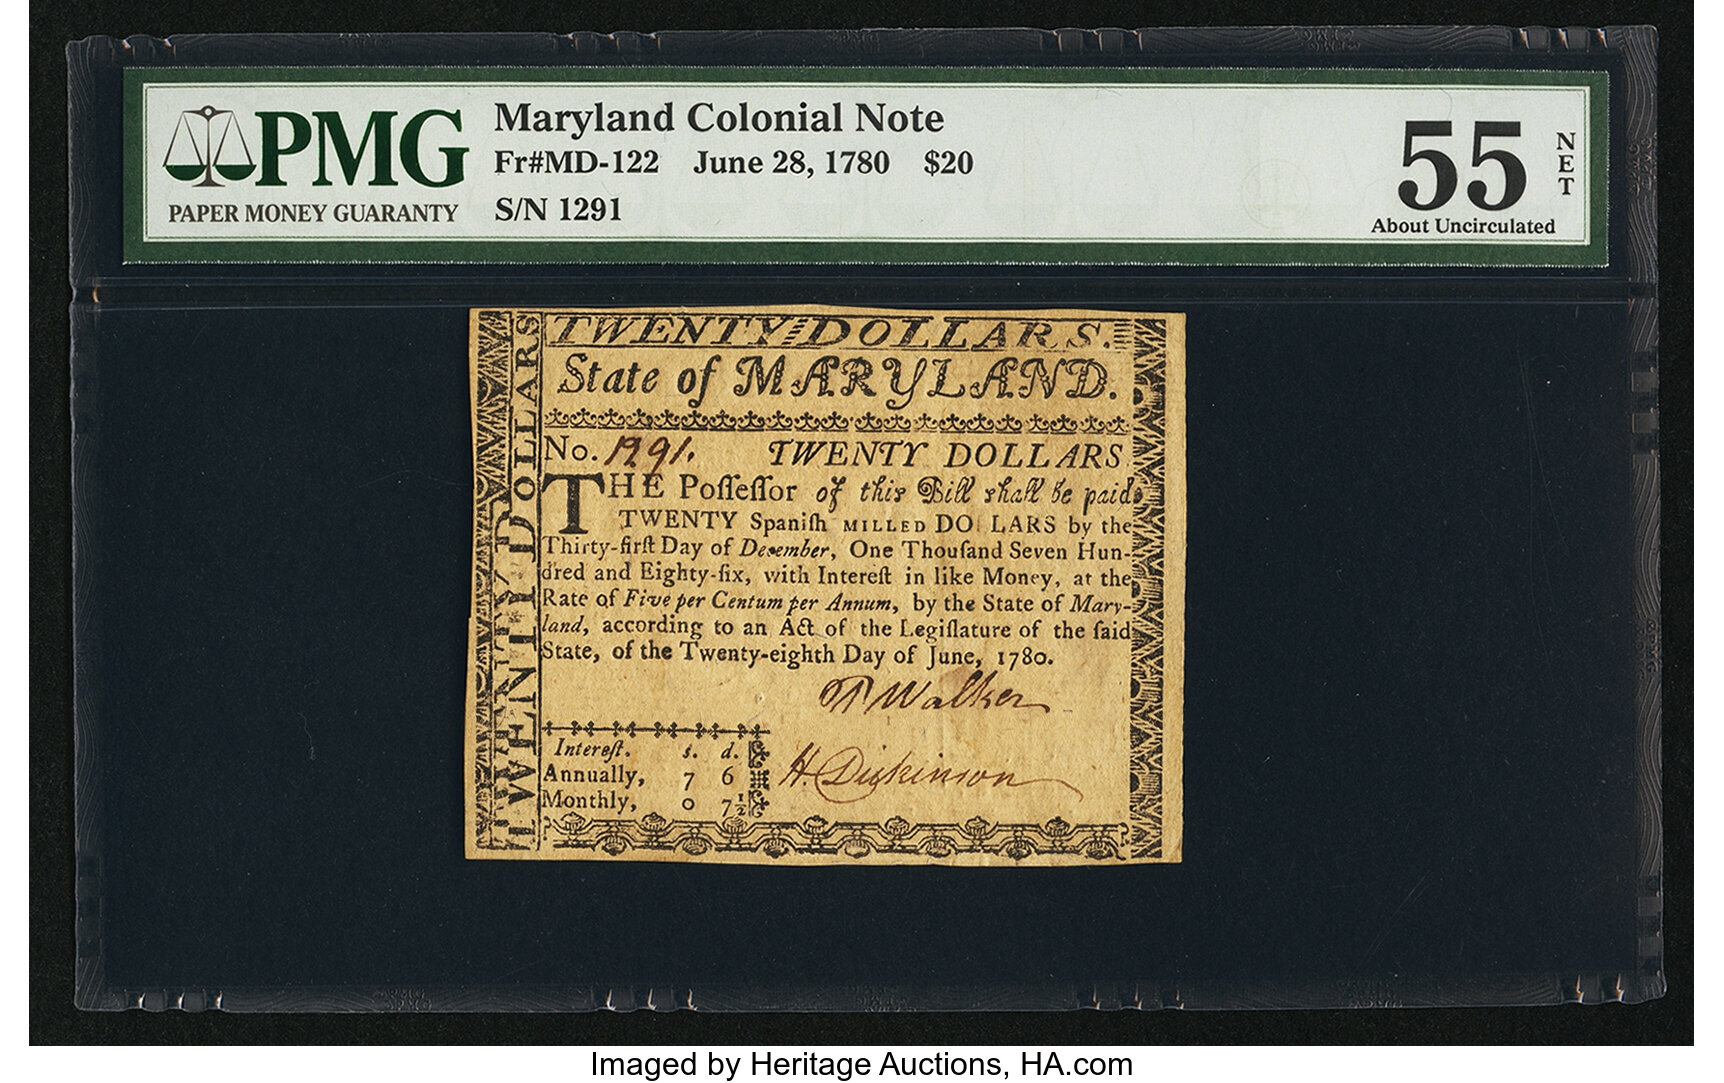 PMG
PAPER MONEY GUARANTY
Maryland Colonial Note
Fr#MD-122 June 28, 1780 $20
S/N 1291
55 NET
About Uncirculated
TWENTY DOLLARS.
TWENTY DOLLARS
State of MARYLAND.
No. 1291. TWENTY DOLLARS
THE Poſſeſſor of this Bill shall be paid
TWENTY Spaniſh MILLED DO LARS by the
Thirty-firſt Day of December, One Thouſand Seven Hun-
dred and Eighty-ſix, with Intereſt in like Money, at the
Rate of Five per Centum per Annum, by the State of Mary-
land, according to an Act of the Legiſlature of the ſaid
State, of the Twenty-eighth Day of June, 1780.
T Walker
H. Dickinson
Intereſt. s. d.
Annually, 7 6
Monthly, 0 7½
Imaged by Heritage Auctions, HA.com